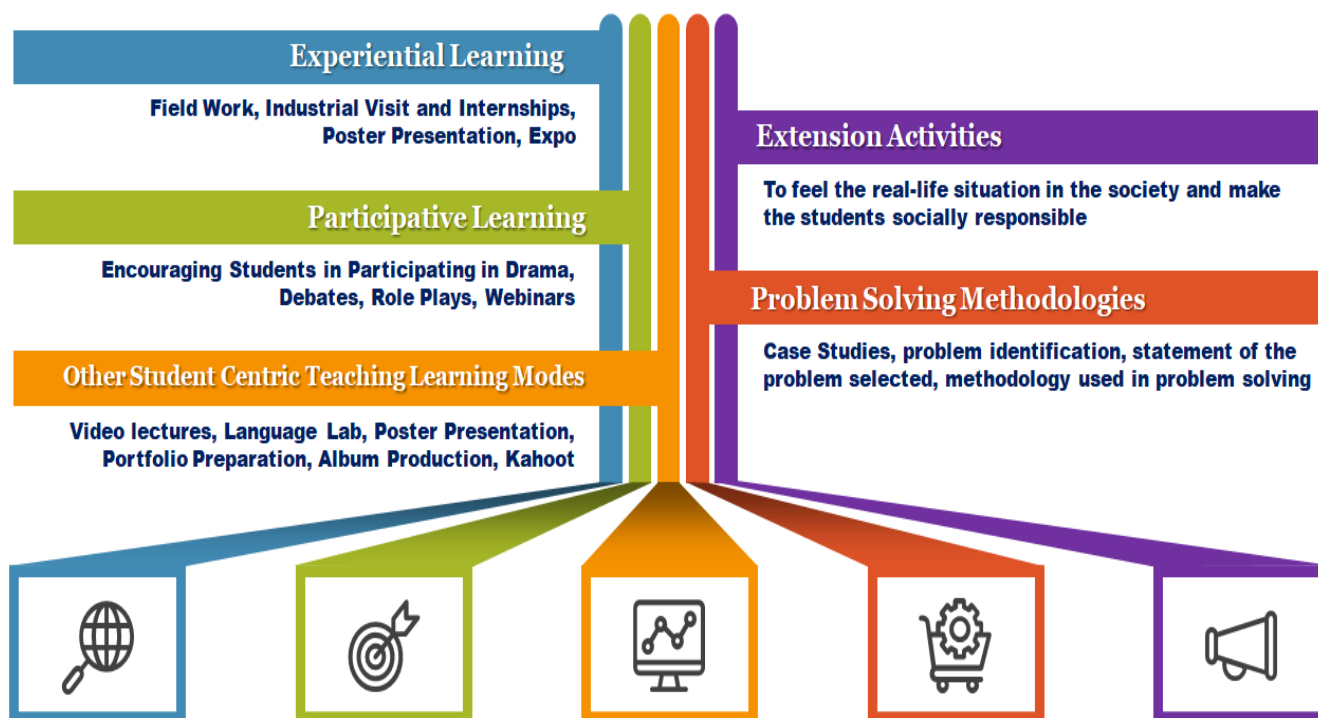 Experiential Learning
Field Work, Industrial Visit and Internships,
Poster Presentation, Expo
Participative Learning
Encouraging Students in Participating in Drama,
Debates, Role Plays, Webinars
Other Student Centric Teaching Learning Modes
Video lectures, Language Lab, Poster Presentation,
Portfolio Preparation, Album Production, Kahoot
Extension Activities
To feel the real-life situation in the society and make
the students socially responsible
Problem Solving Methodologies
Case Studies, problem identification, statement of the
problem selected, methodology used in problem solving